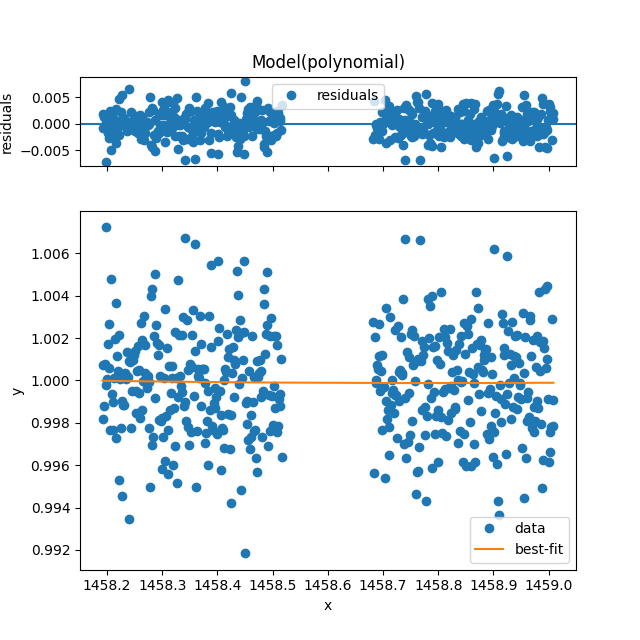 Model(polynomial)
residuals
0.005
0.000
−0.005
residuals
y
1.006
1.004
1.002
1.000
0.998
0.996
0.994
0.992
data
best-fit
1458.2 1458.3 1458.4 1458.5 1458.6 1458.7 1458.8 1458.9 1459.0
x